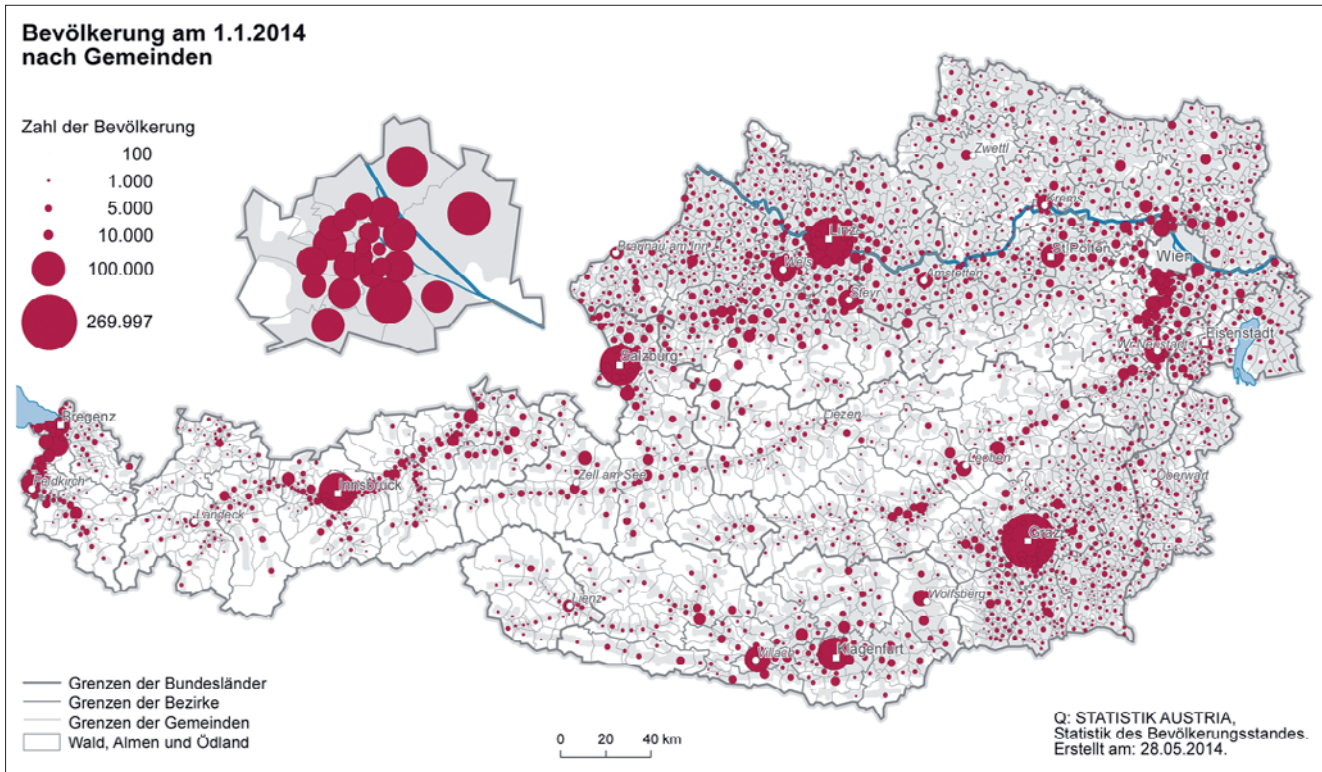 Bevölkerung am 1.1.2014
nach Gemeinden
Zahl der Bevölkerung
100
1.000
5.000
10.000
100.000
269.997
Zwettl
Krems
Linz
Braunau am Inn
Wels
St. Pölten
Wien
Amstetten
Steyr
Eisenstadt
Wr. Neustadt
Salzburg
Bregenz
Liezen
Leoben
Zell am See
Oberwart
Feldkirch
Innsbruck
Landeck
Graz
Wolfsberg
Lienz
Villach
Klagenfurt
Grenzen der Bundesländer
Grenzen der Bezirke
Grenzen der Gemeinden
Wald, Almen und Ödland
0 20 40 km
Q: STATISTIK AUSTRIA,
Statistik des Bevölkerungsstandes.
Erstellt am: 28.05.2014.